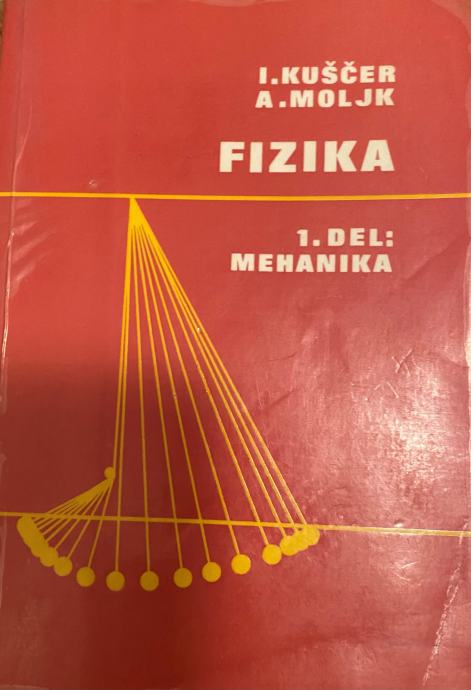 I.KUŠČER
A.MOLJK
FIZIKA
1.DEL:
MEHANIKA